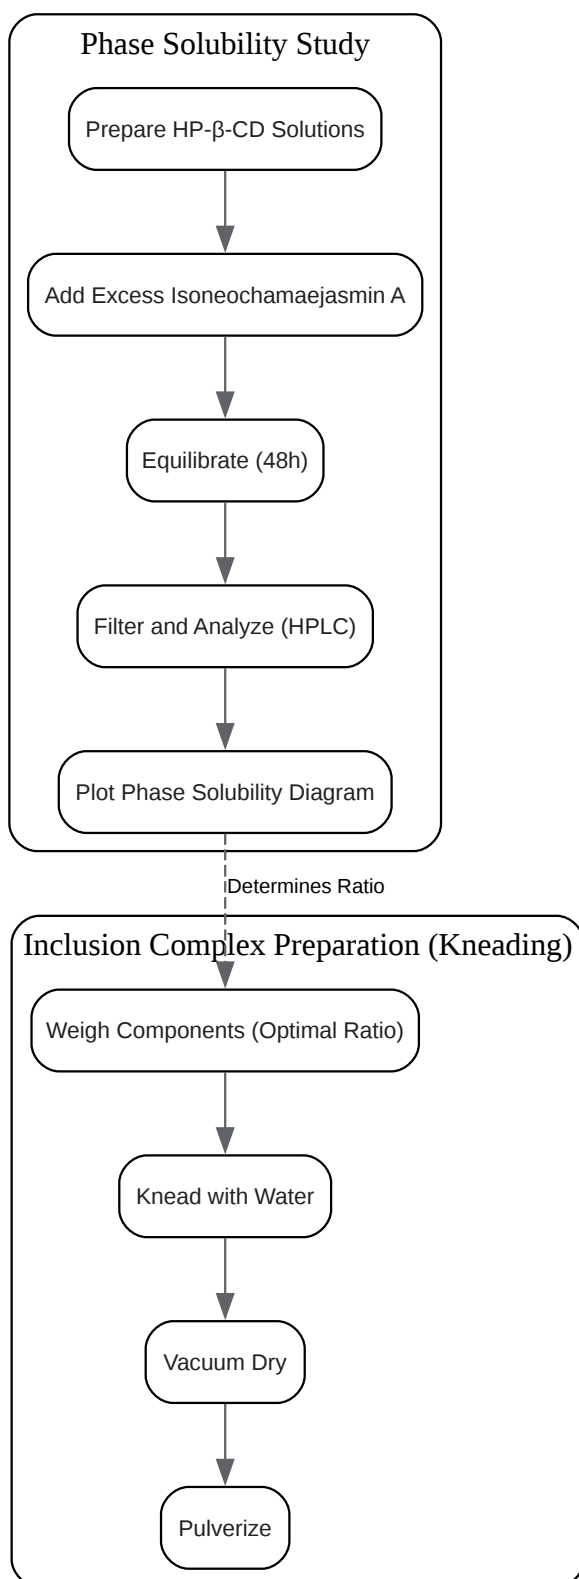 Phase Solubility Study
Prepare HP-β-CD Solutions
Add Excess Isoneochamaejasmin A
Equilibrate (48h)
Filter and Analyze (HPLC)
Plot Phase Solubility Diagram
Determines Ratio
Inclusion Complex Preparation (Kneading)
Weigh Components (Optimal Ratio)
Knead with Water
Vacuum Dry
Pulverize